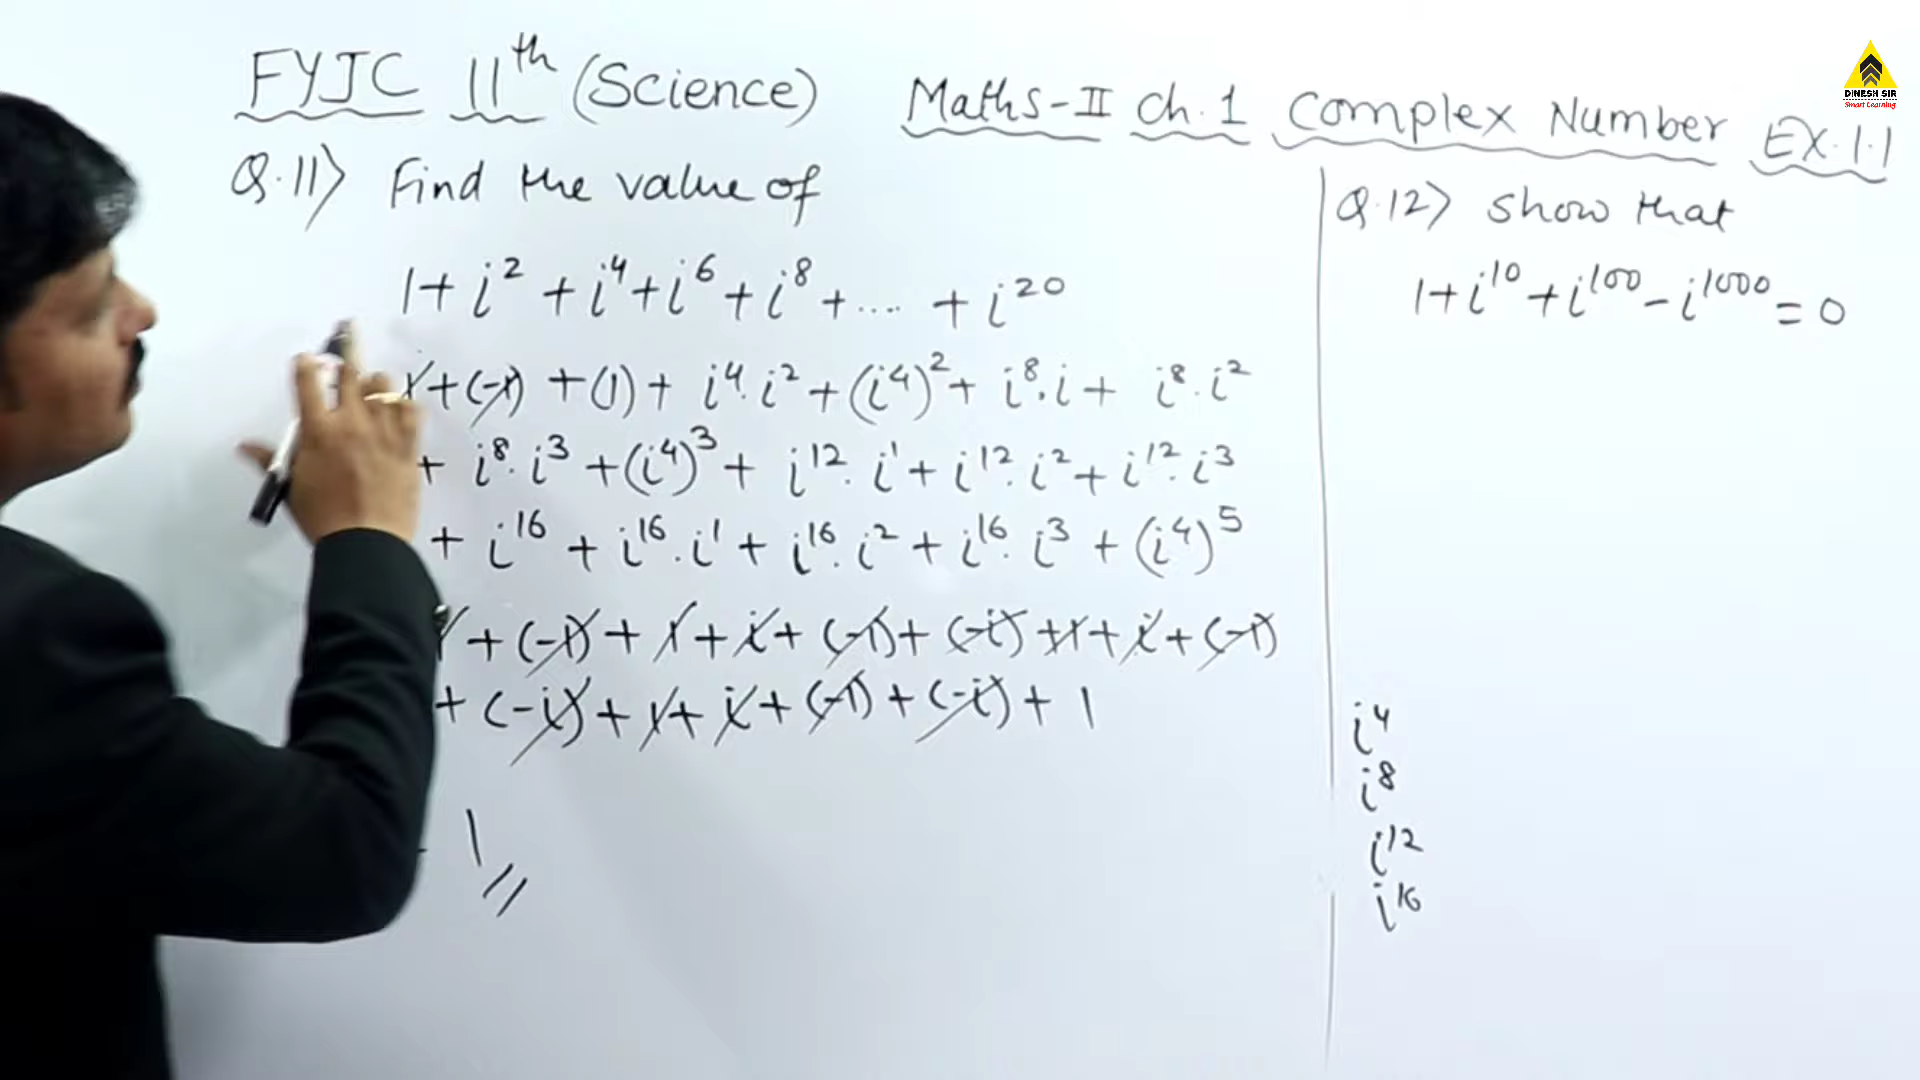 FYJC 11th (Science) Maths-II Ch.1 Complex Number Ex.1.1
Q.11) Find the value of
1 + i² + i⁴ + i⁶ + i⁸ + .... + i²⁰
1 + (-1) + (1) + i⁴. i² + (i⁴)² + i⁸. i + i⁸. i²
+ i⁸. i³ + (i⁴)³ + i¹². i¹ + i¹². i² + i¹². i³
+ i¹⁶ + i¹⁶. i¹ + i¹⁶. i² + i¹⁶. i³ + (i⁴)⁵
1 + (-1) + 1 + i + (-1) + (-i) + 1 + i + (-1)
+ (-i) + 1 + i + (-1) + (-i) + 1
1
Q.12) show that
1 + i¹⁰ + i¹⁰⁰ - i¹⁰⁰⁰ = 0
i⁴
i⁸
i¹²
i¹⁶
DINESH SIR
Smart Learning